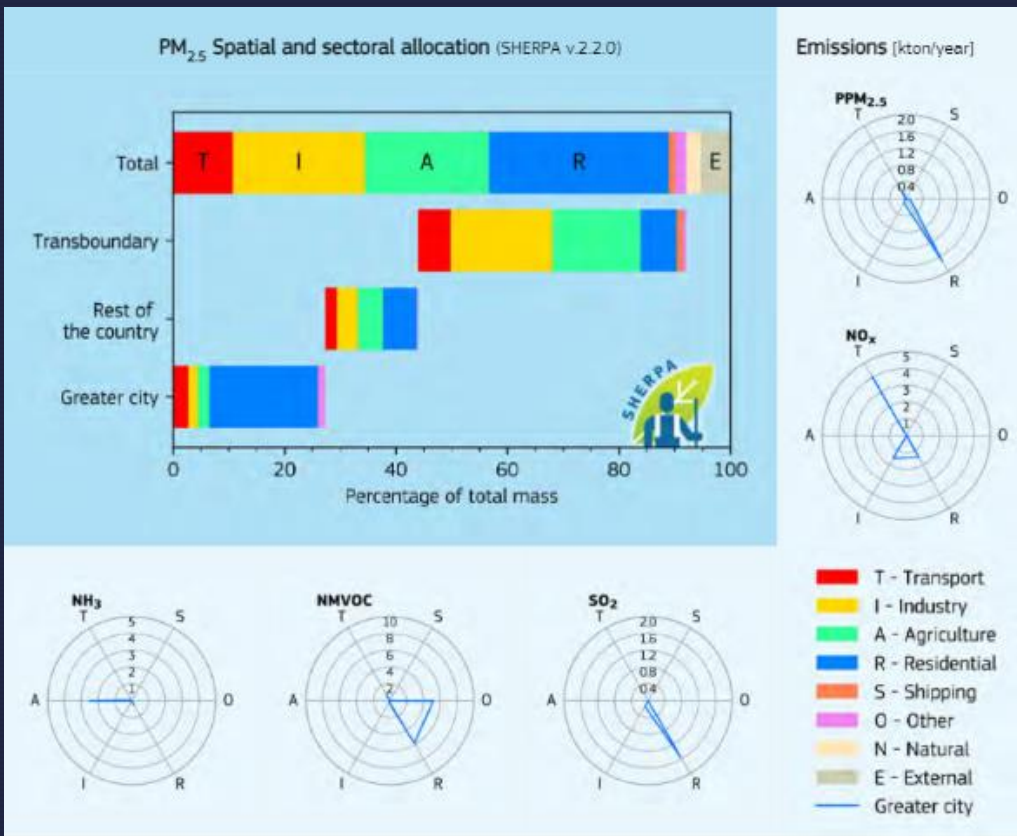 PM2.5 Spatial and sectoral allocation (SHERPA v.2.2.0)
Total
T I A R E
Transboundary
Rest of
the country
Greater city
SHERPA
0 20 40 60 80 100
Percentage of total mass
Emissions [kton/year]
PPM2.5
T S
2.0
1.6
1.2
0.8
0.4
A O
I R
NOx
T S
5
4
3
2
1
A O
I R
NH3
T S
5
4
3
2
1
A O
I R
NMVOC
T S
10
8
6
4
2
A O
I R
SO2
T S
2.0
1.6
1.2
0.8
0.4
A O
I R
T - Transport
I - Industry
A - Agriculture
R - Residential
S - Shipping
O - Other
N - Natural
E - External
Greater city